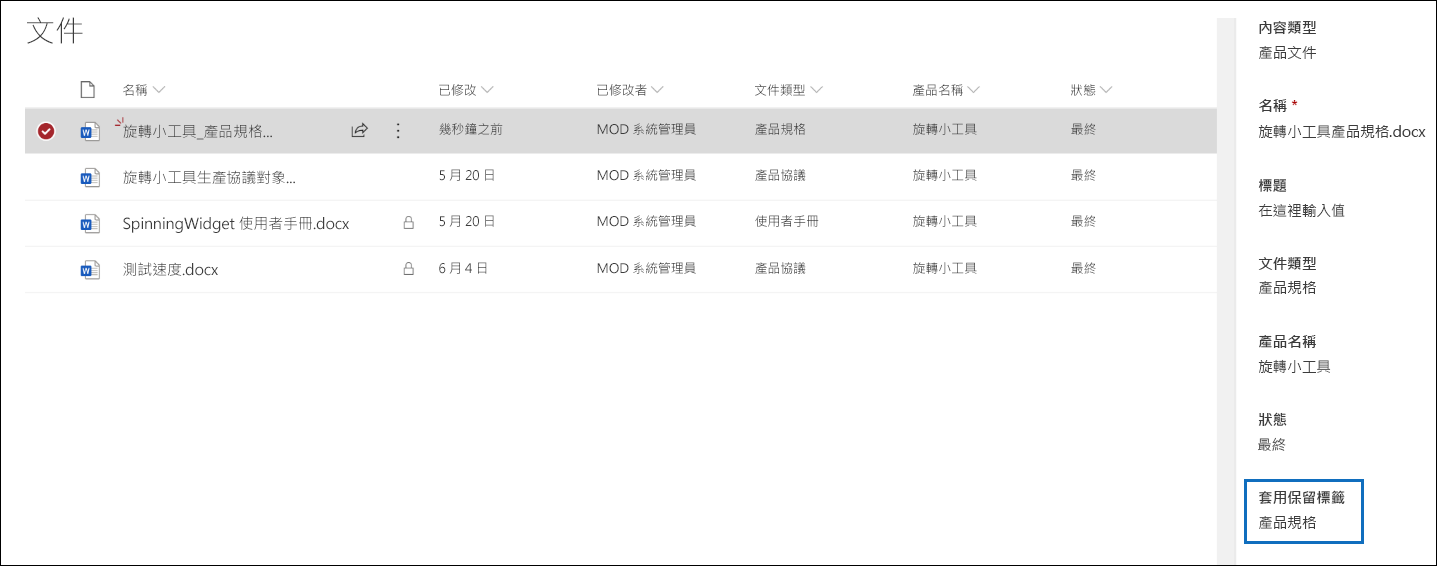 文件
名稱 已修改 已修改者 文件類型 產品名稱 狀態
旋轉小工具_產品規格... 幾秒鐘之前 MOD 系統管理員 產品規格 旋轉小工具 最終
旋轉小工具生產協議對象... 5 月 20 日 MOD 系統管理員 產品協議 旋轉小工具 最終
SpinningWidget 使用者手冊.docx 5 月 20 日 MOD 系統管理員 使用者手冊 旋轉小工具 最終
測試速度.docx 6 月 4 日 MOD 系統管理員 產品協議 旋轉小工具 最終
內容類型
產品文件
名稱 *
旋轉小工具產品規格.docx
標題
在這裡輸入值
文件類型
產品規格
產品名稱
旋轉小工具
狀態
最終
套用保留標籤
產品規格